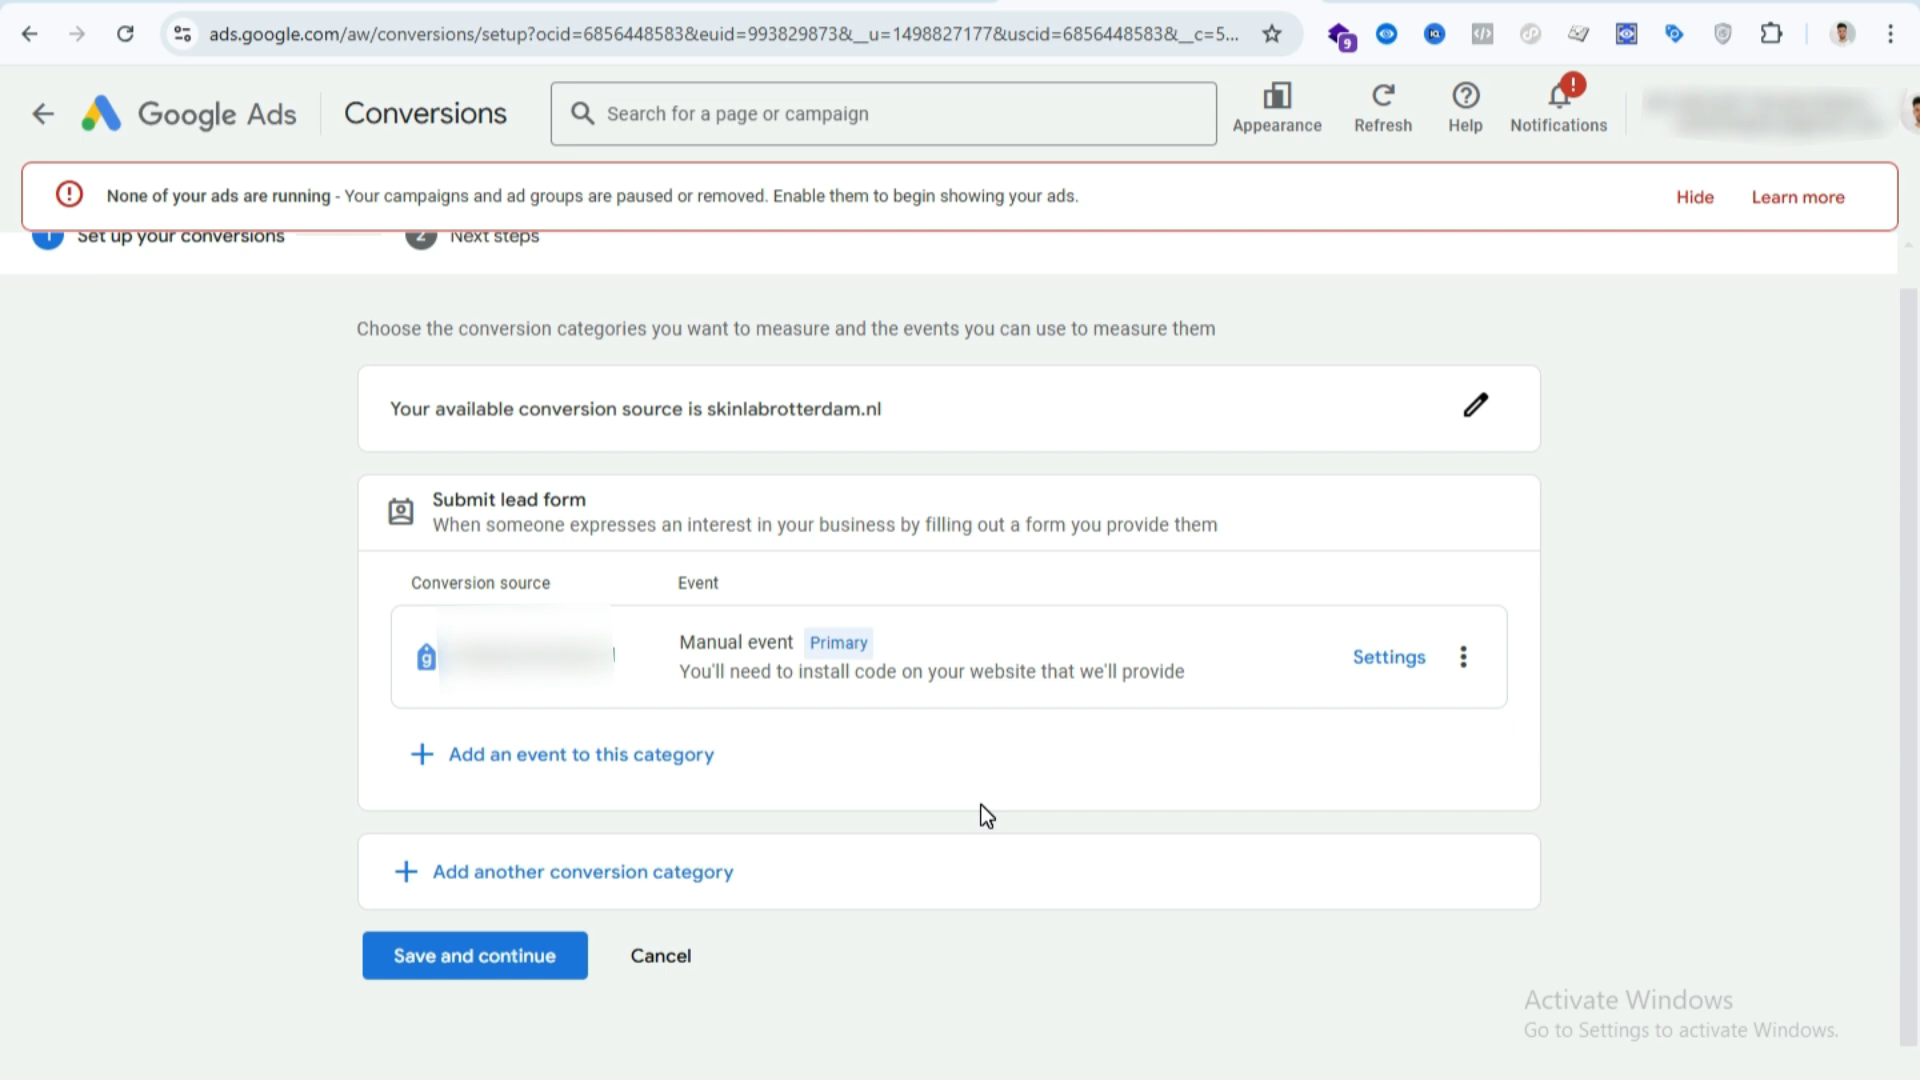 ads.google.com/aw/conversions/setup?ocid=6856448583&euid=993829873&__u=1498827177&uscid=6856448583&__c=5...
9
Google Ads
Conversions
Search for a page or campaign
Appearance
Refresh
Help
!
Notifications
None of your ads are running - Your campaigns and ad groups are paused or removed. Enable them to begin showing your ads.
Hide
Learn more
1 Set up your conversions
2 Next steps
Choose the conversion categories you want to measure and the events you can use to measure them
Your available conversion source is skinlabrotterdam.nl
Submit lead form
When someone expresses an interest in your business by filling out a form you provide them
Conversion source
Event
Manual event Primary
You'll need to install code on your website that we'll provide
Settings
Add an event to this category
Add another conversion category
Save and continue
Cancel
Activate Windows
Go to Settings to activate Windows.